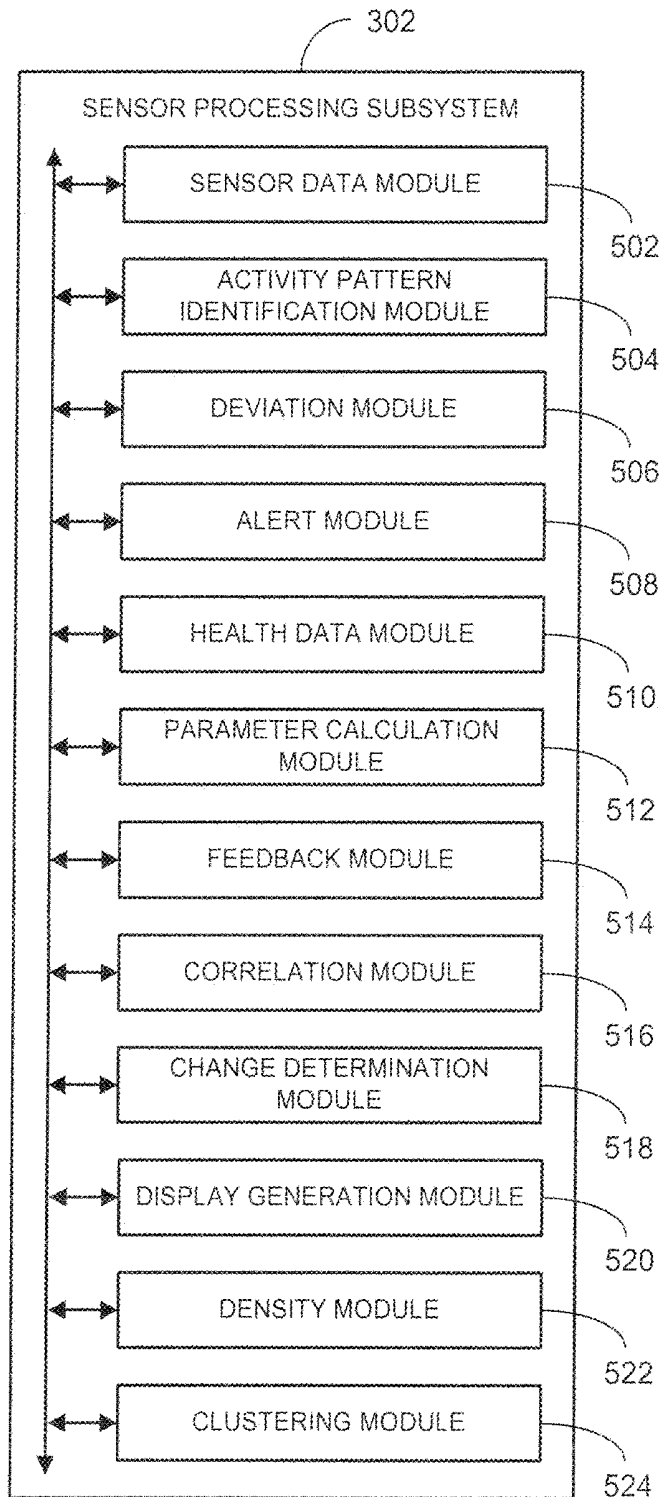 302
SENSOR PROCESSING SUBSYSTEM
SENSOR DATA MODULE
502
ACTIVITY PATTERN
IDENTIFICATION MODULE
504
DEVIATION MODULE
506
ALERT MODULE
508
HEALTH DATA MODULE
510
PARAMETER CALCULATION
MODULE
512
FEEDBACK MODULE
514
CORRELATION MODULE
516
CHANGE DETERMINATION
MODULE
518
DISPLAY GENERATION MODULE
520
DENSITY MODULE
522
CLUSTERING MODULE
524